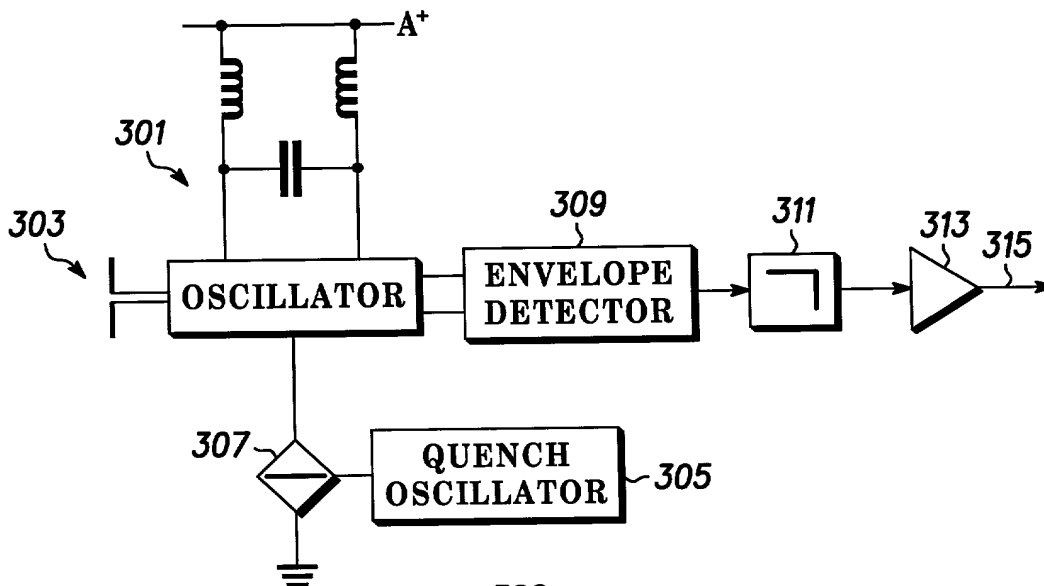 A+
301
303
309
311
313
315
OSCILLATOR
ENVELOPE
DETECTOR
307
QUENCH
OSCILLATOR
305